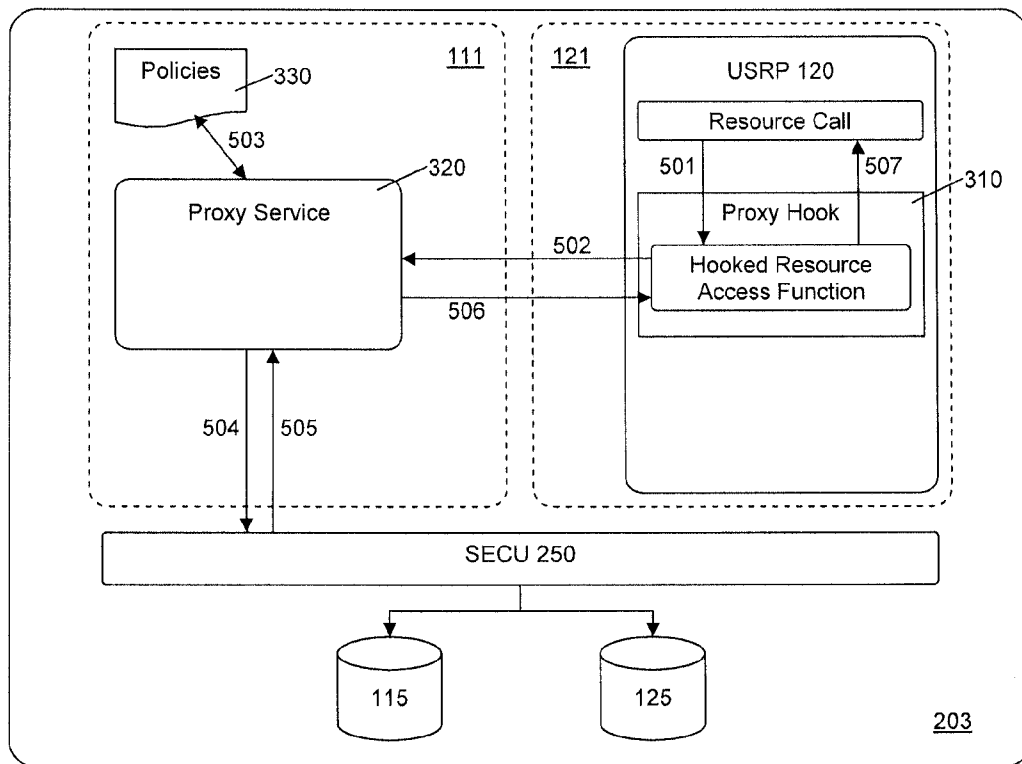 Policies
330
111
121
USRP 120
Resource Call
503
501
507
320
310
Proxy Service
Proxy Hook
502
Hooked Resource
Access Function
506
504
505
SECU 250
115
125
203